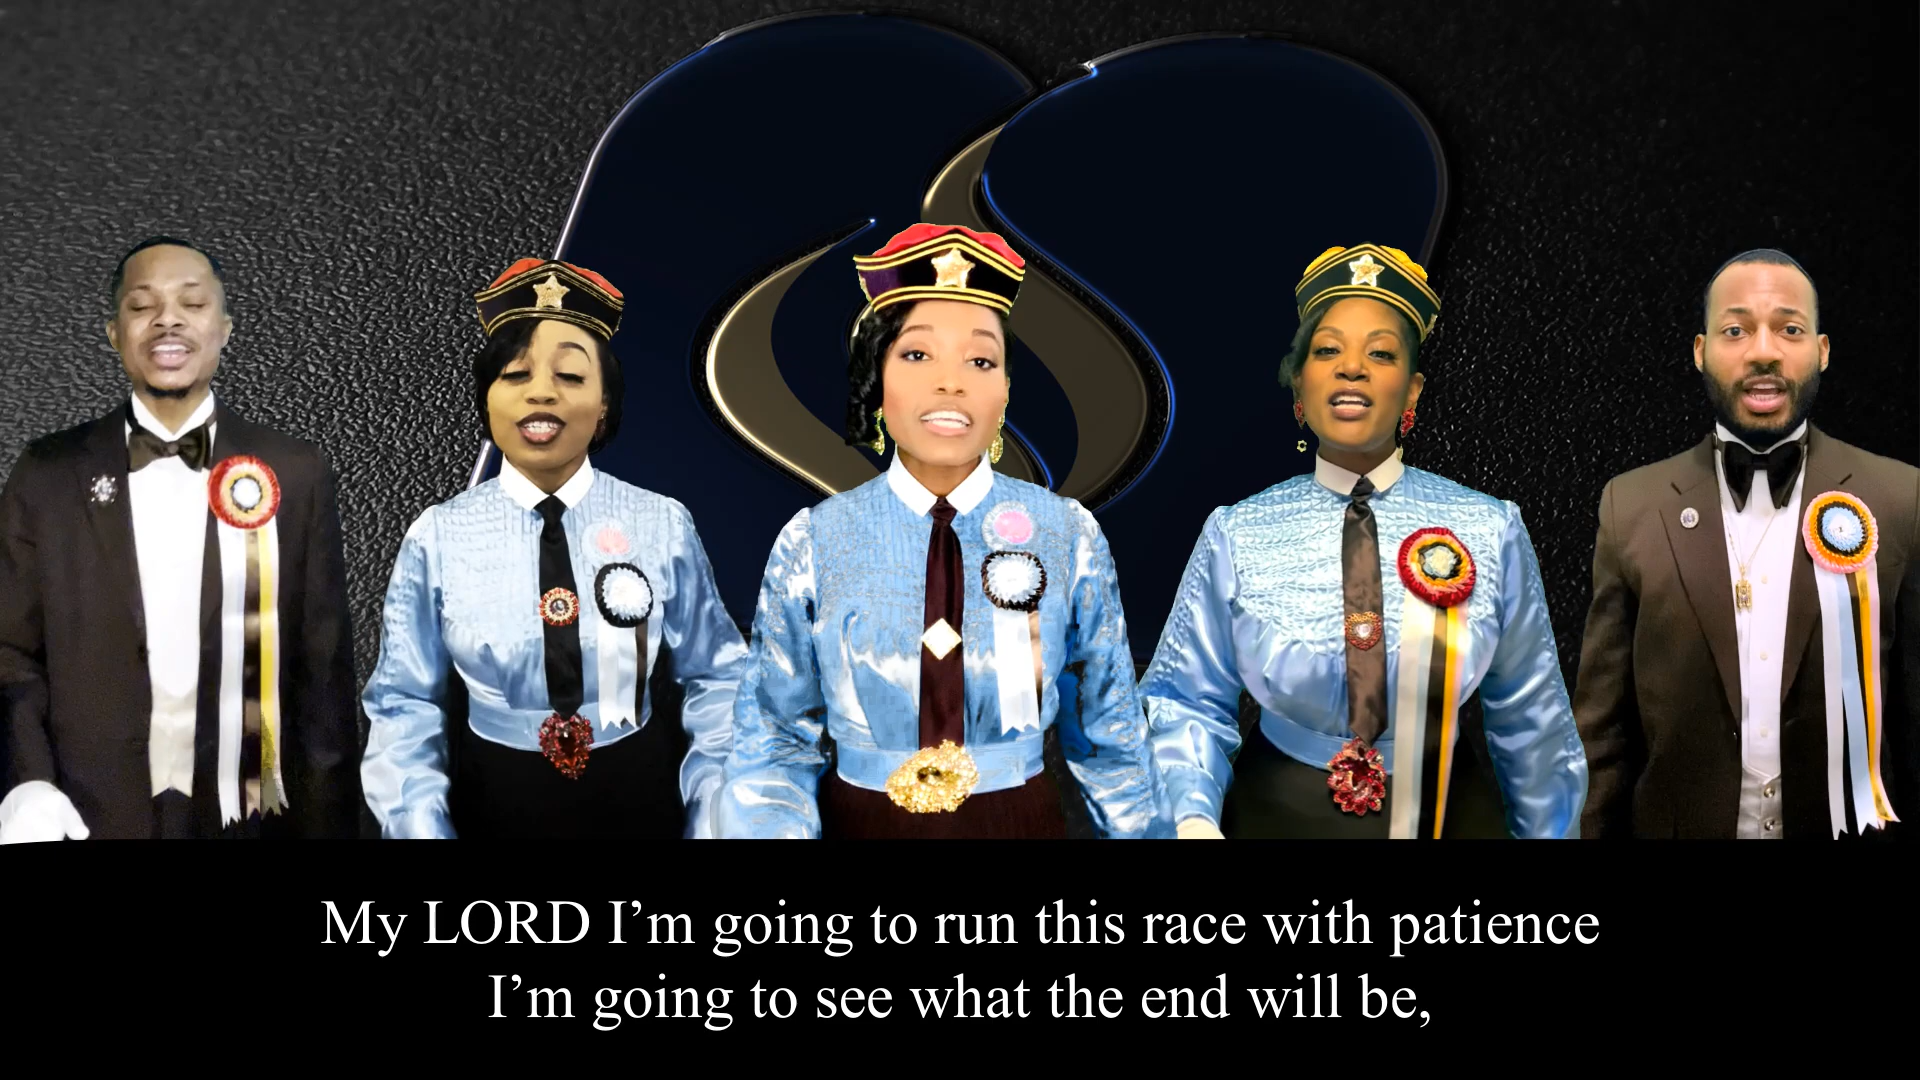 My LORD I’m going to run this race with patience
I’m going to see what the end will be,